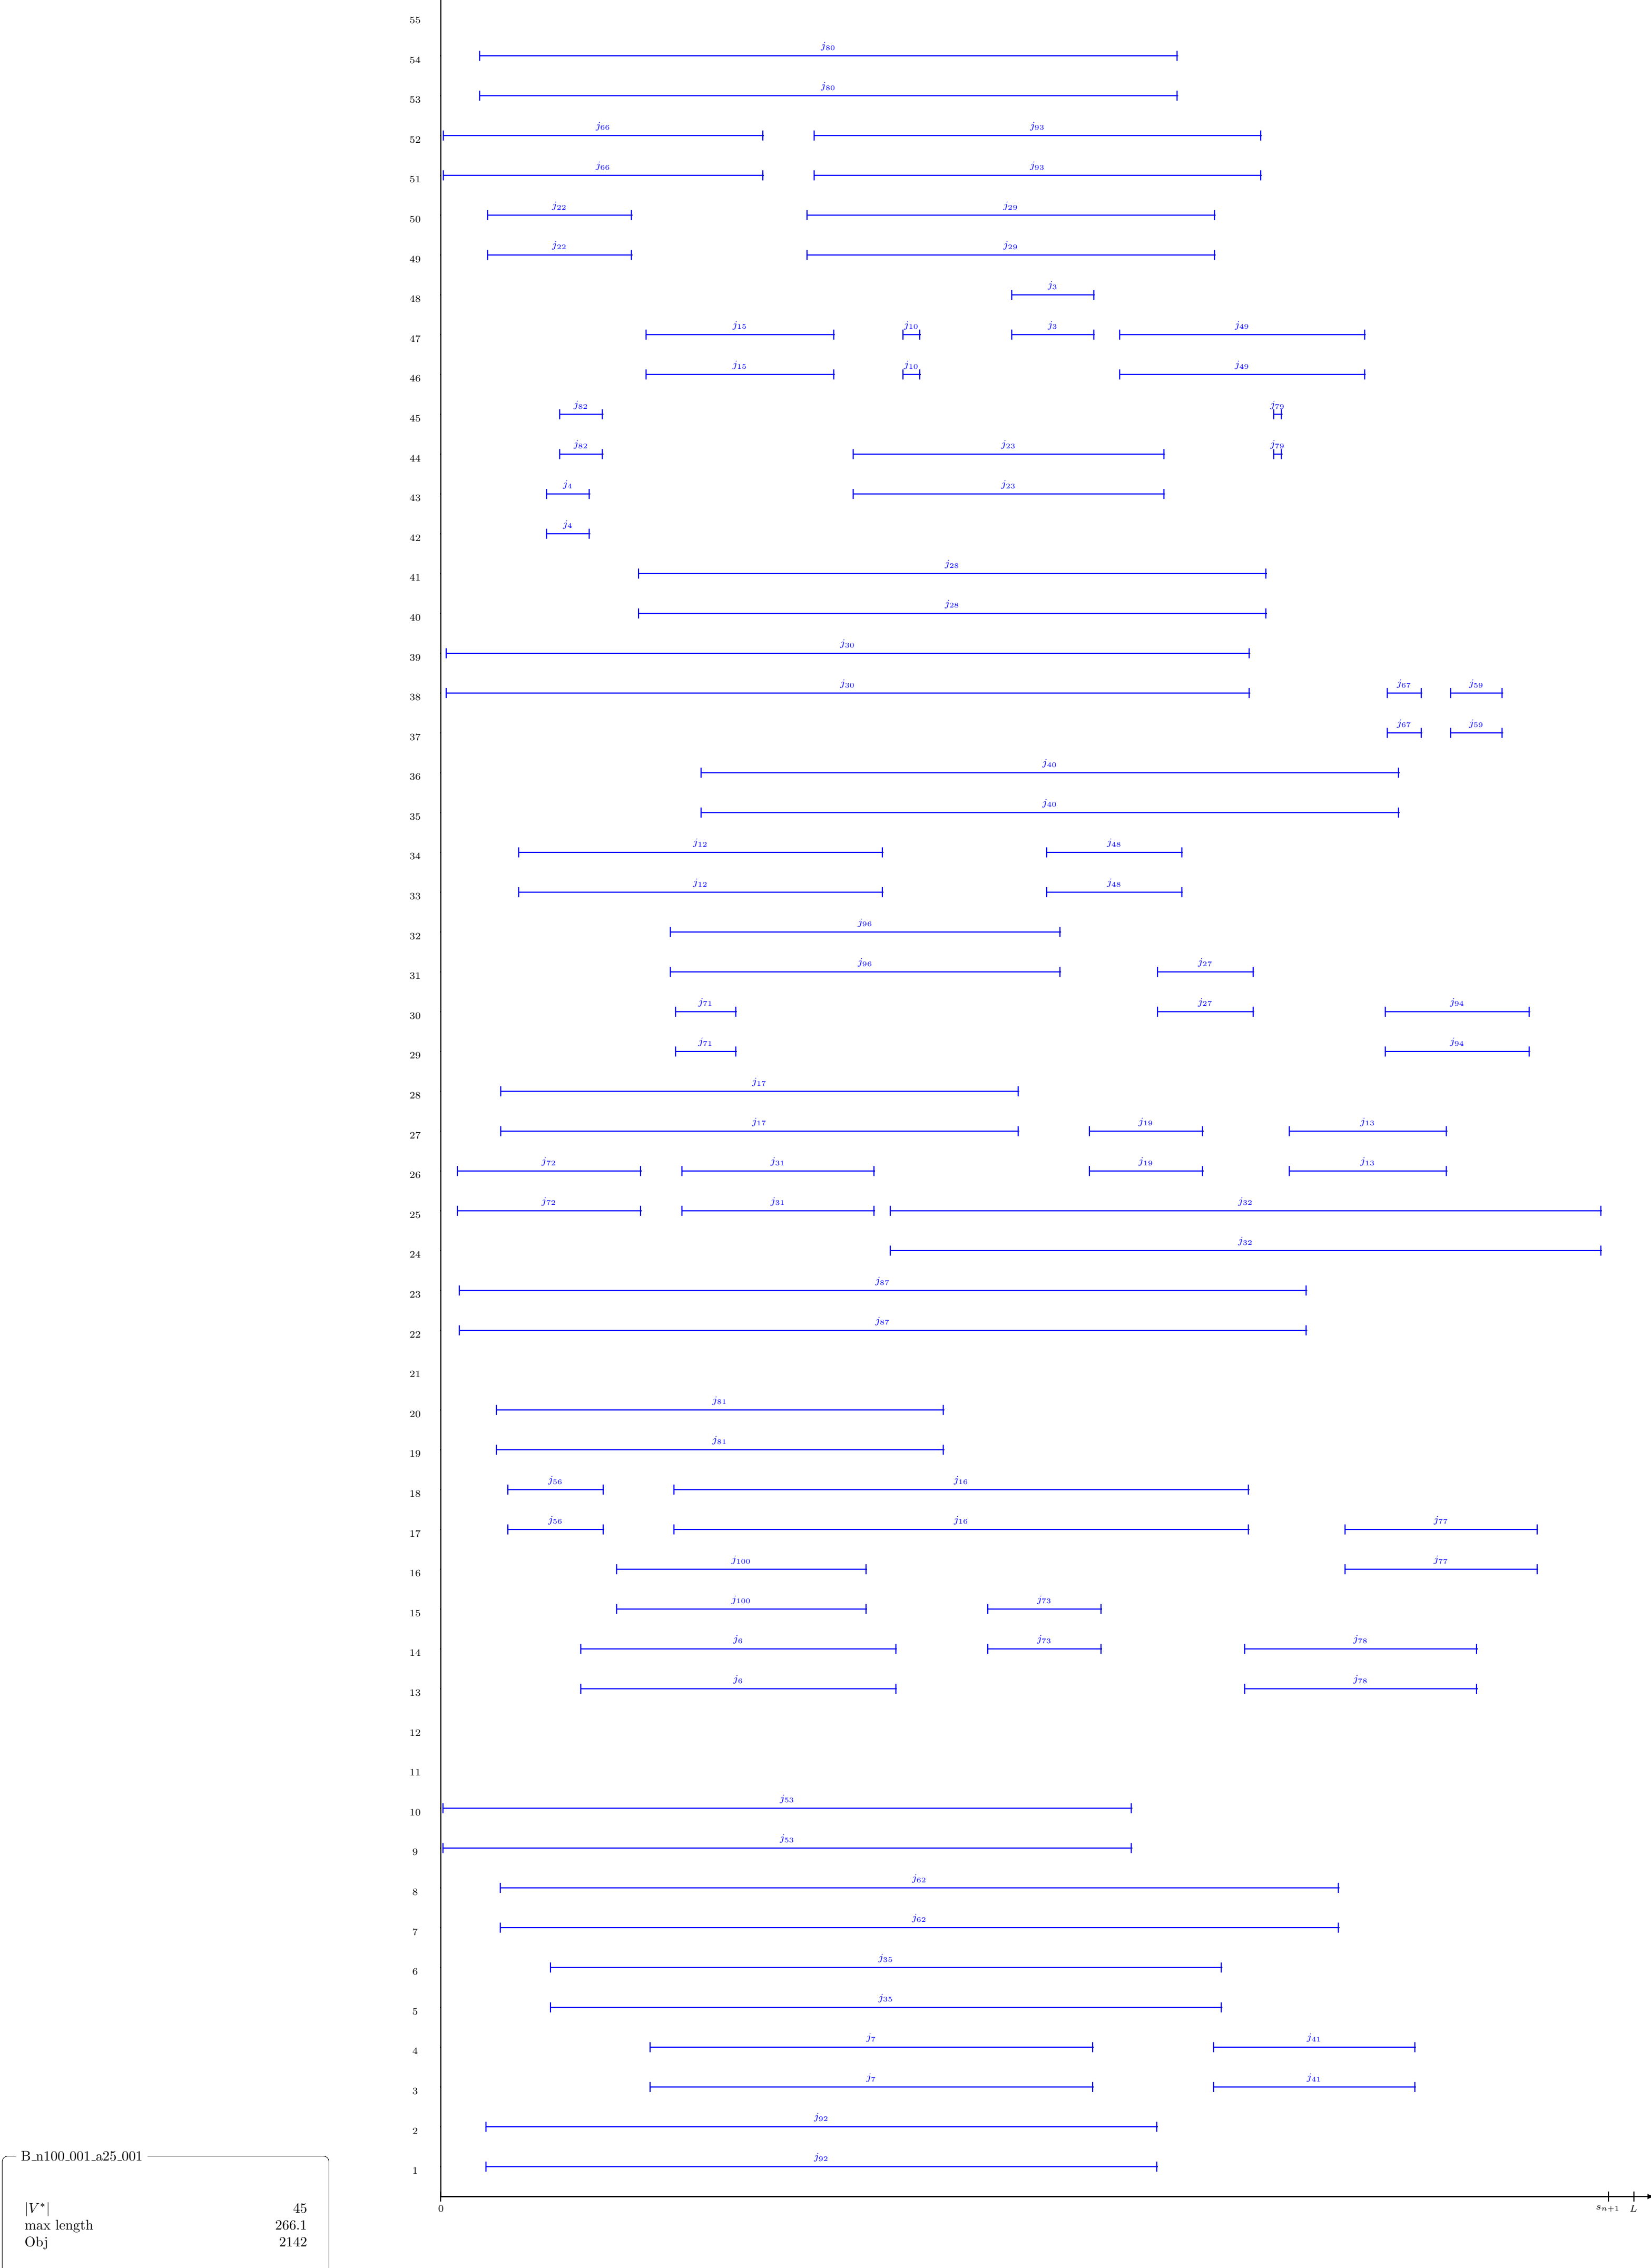 55
j80
54
j80
53
j66 j93
52
j66 j93
51
j22 j29
50
j22 j29
49
j3
48
j15 j10 j3 j49
47
j15 j10 j49
46
j82 j79
45
j82 j23 j79
44
j4 j23
43
j4
42
j28
41
j28
40
j30
39
j30 j67 j59
38
j67 j59
37
j40
36
j40
35
j12 j48
34
j12 j48
33
j96
32
j96 j27
31
j71 j27 j94
30
j71 j94
29
j17
28
j17 j19 j13
27
j72 j31 j19 j13
26
j72 j31 j32
25
j32
24
j87
23
j87
22
21
j81
20
j81
19
j56 j16
18
j56 j16 j77
17
j100 j77
16
j100 j73
15
j6 j73 j78
14
j6 j78
13
12
11
j53
10
j53
9
j62
8
j62
7
j35
6
j35
5
j7 j41
4
j7 j41
3
j92
2
j92
1
0 sn+1 L
B_n100_001_a25_001
|V*| 45
max length 266.1
Obj 2142